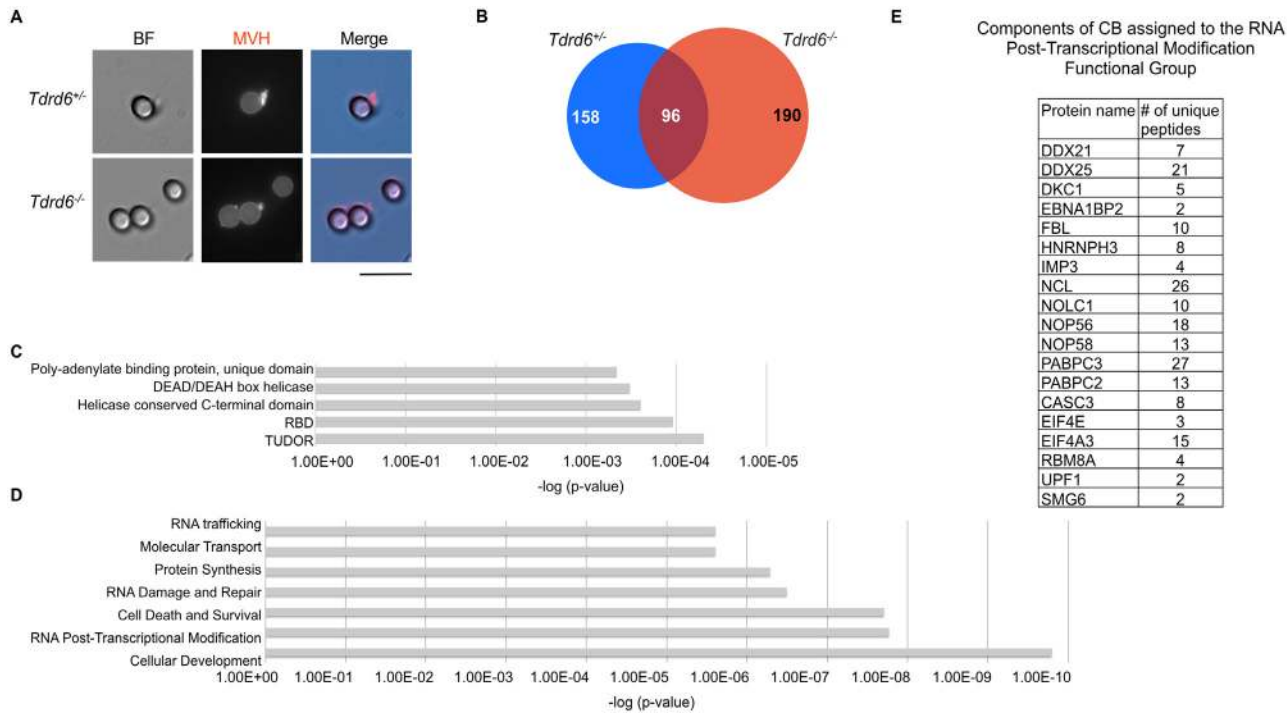 A
BF
MVH
Merge
Tdrd6+/-
Tdrd6-/-
B
Tdrd6+/-
Tdrd6-/-
158
96
190
C
Poly-adenylate binding protein, unique domain
DEAD/DEAH box helicase
Helicase conserved C-terminal domain
RBD
TUDOR
1.00E+00 1.00E-01 1.00E-02 1.00E-03 1.00E-04 1.00E-05
-log (p-value)
D
RNA trafficking
Molecular Transport
Protein Synthesis
RNA Damage and Repair
Cell Death and Survival
RNA Post-Transcriptional Modification
Cellular Development
1.00E+00 1.00E-01 1.00E-02 1.00E-03 1.00E-04 1.00E-05 1.00E-06 1.00E-07 1.00E-08 1.00E-09 1.00E-10
-log (p-value)
E
Components of CB assigned to the RNA
Post-Transcriptional Modification
Functional Group
Protein name # of unique
peptides
DDX21 7
DDX25 21
DKC1 5
EBNA1BP2 2
FBL 10
HNRNPH3 8
IMP3 4
NCL 26
NOLC1 10
NOP56 18
NOP58 13
PABPC3 27
PABPC2 13
CASC3 8
EIF4E 3
EIF4A3 15
RBM8A 4
UPF1 2
SMG6 2